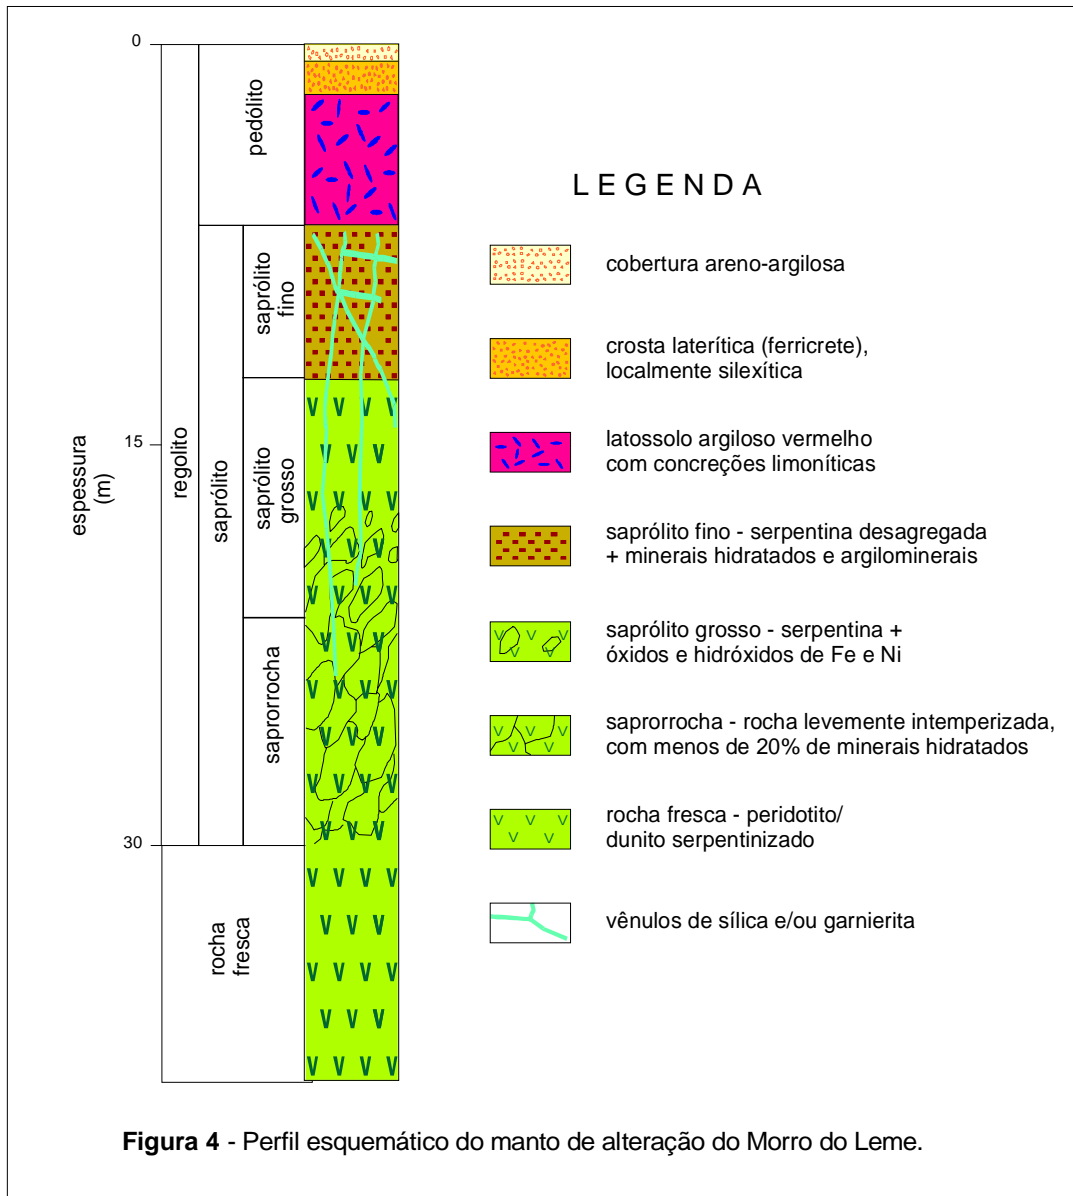 0
15
30
espessura
(m)
regolito
pedólito
saprólito
saprólito
fino
saprólito
grosso
saprorrocha
rocha
fresca
V V V V
V V V
V V V V
V V V
V V V V
V V V
V V V V
V V V
V V V V
V V V
V V V V
V V V
V V V V
V V V
V V V V
LEGENDA
cobertura areno-argilosa
crosta laterítica (ferricrete),
localmente silexítica
latossolo argiloso vermelho
com concreções limoníticas
saprólito fino - serpentina desagregada
+ minerais hidratados e argilominerais
saprólito grosso - serpentina +
óxidos e hidróxidos de Fe e Ni
saprorrocha - rocha levemente intemperizada,
com menos de 20% de minerais hidratados
rocha fresca - peridotito/
dunito serpentinizado
vênulos de sílica e/ou garnierita
Figura 4 - Perfil esquemático do manto de alteração do Morro do Leme.